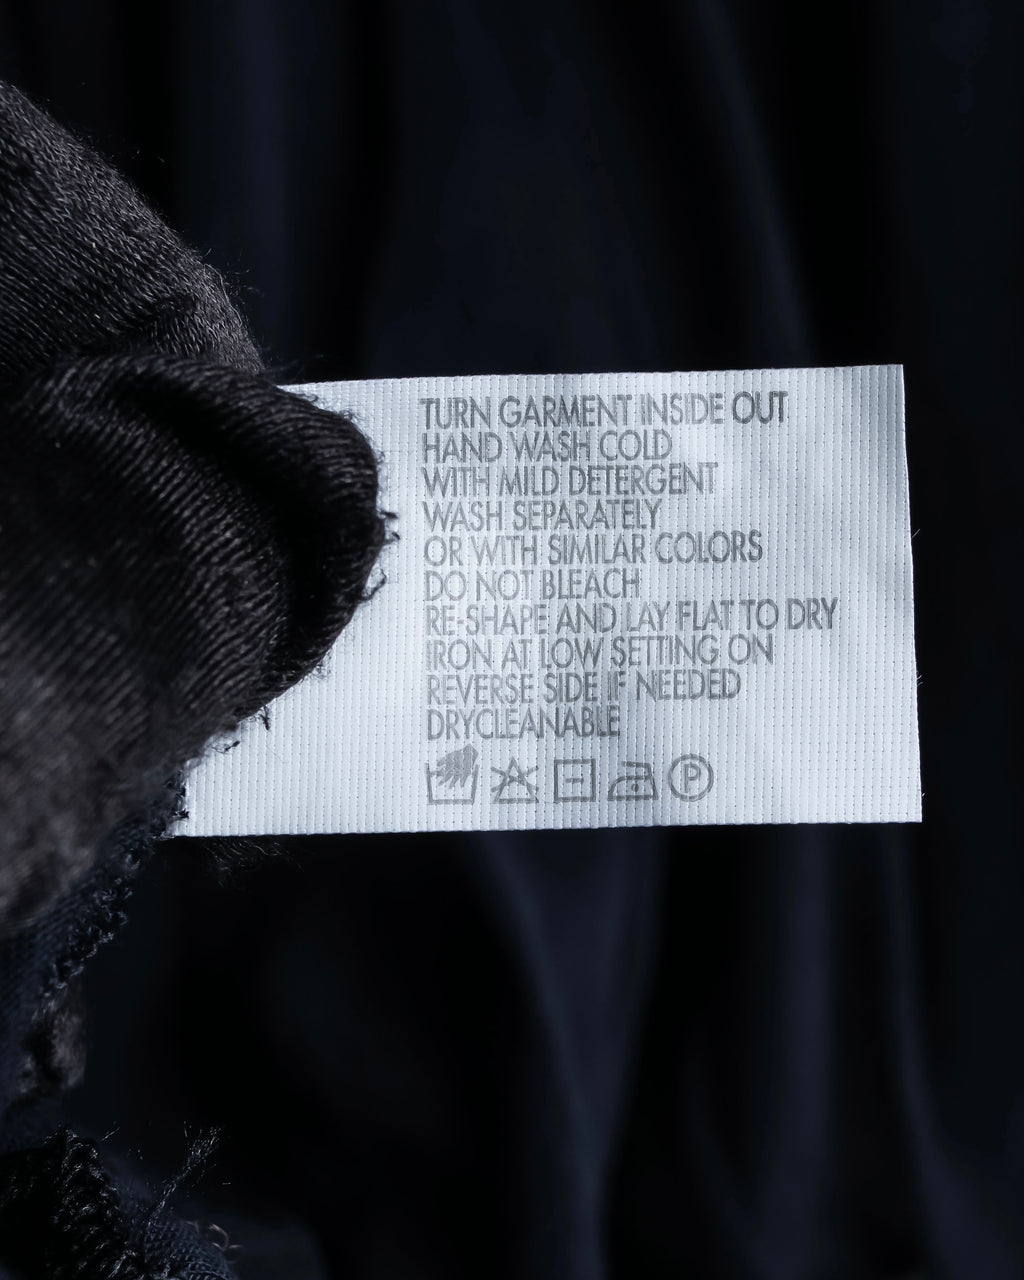 TURN GARMENT INSIDE OUT
HAND WASH COLD
WITH MILD DETERGENT
WASH SEPARATELY
OR WITH SIMILAR COLORS
DO NOT BLEACH
RE-SHAPE AND LAY FLAT TO DRY
IRON AT LOW SETTING ON
REVERSE SIDE IF NEEDED
DRYCLEANABLE
P